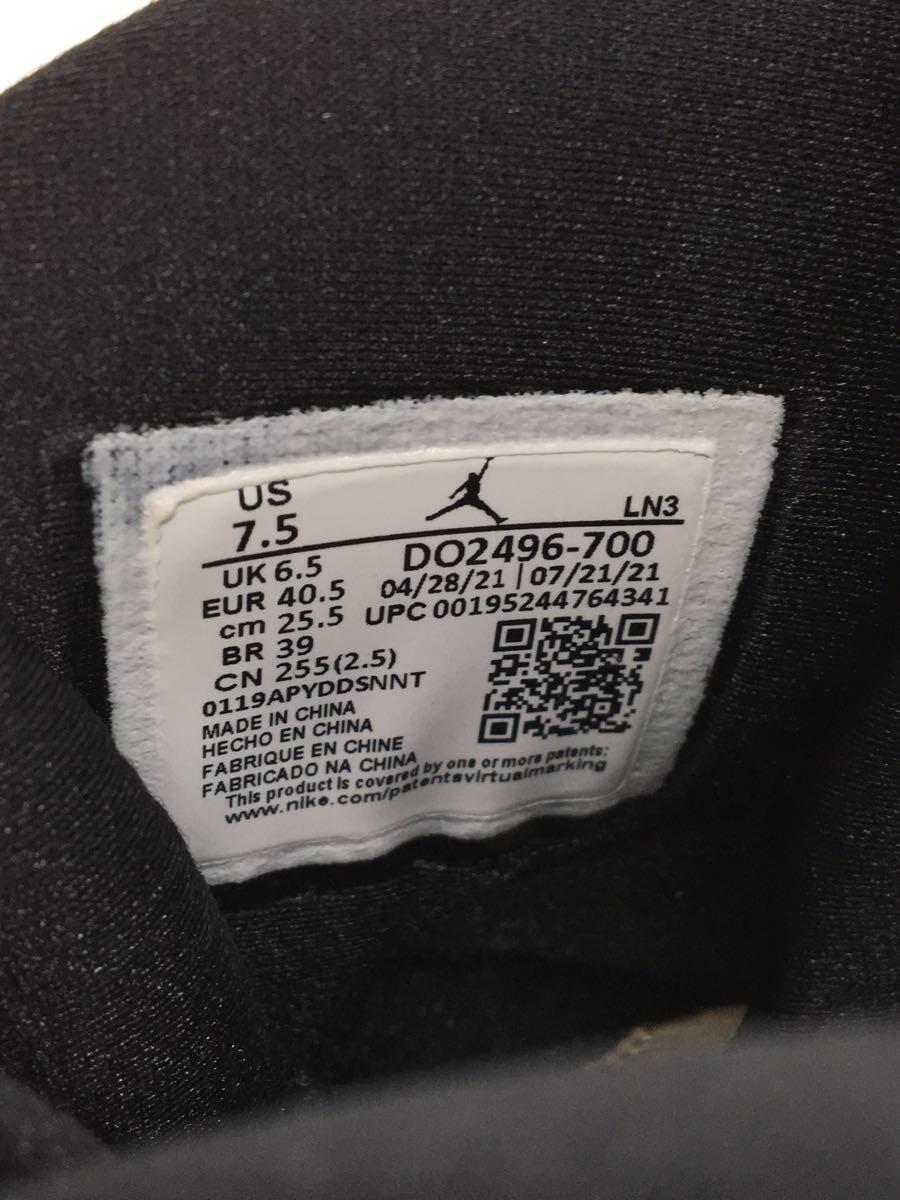 US
7.5
LN3
UK 6.5
EUR 40.5
cm 25.5
BR 39
CN 255(2.5)
DO2496-700
04/28/21 | 07/21/21
UPC 00195244764341
0119APYDDSNNT
MADE IN CHINA
HECHO EN CHINA
FABRIQUE EN CHINE
FABRICADO NA CHINA
This product is covered by one or more patents:
www.nike.com/patentsvirtualmarking